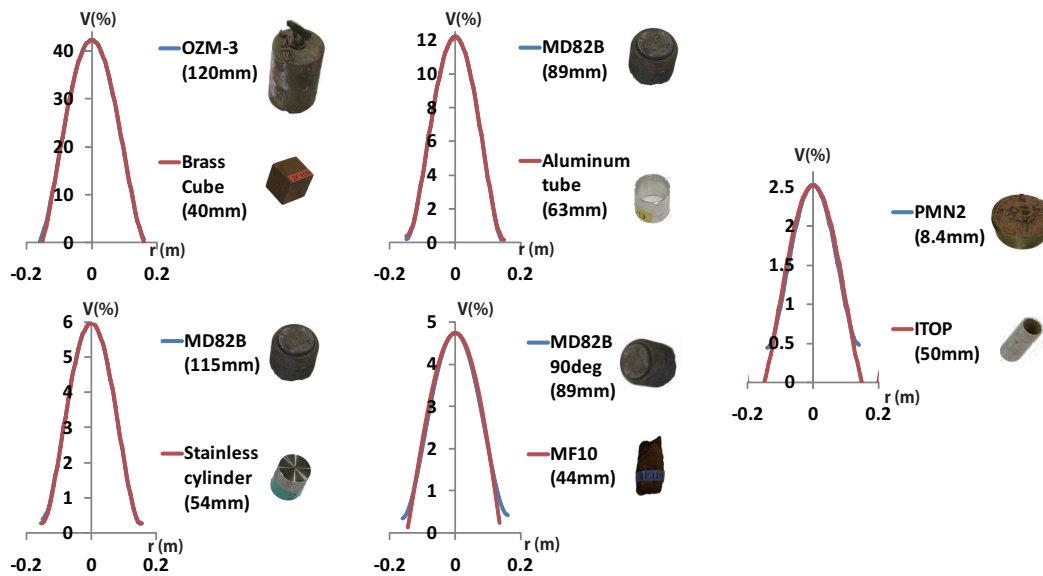 V(%)
40
30
20
10
0
-0.2 0 0.2
r (m)
OZM-3
(120mm)
Brass
Cube
(40mm)
V(%)
12
10
8
6
4
2
0
-0.2 0 0.2
r (m)
MD82B
(89mm)
Aluminum
tube
(63mm)
V(%)
6
5
4
3
2
1
0
-0.2 0 0.2
r (m)
MD82B
(115mm)
Stainless
cylinder
(54mm)
V(%)
5
4
3
2
1
0
-0.2 0 0.2
r (m)
MD82B
90deg
(89mm)
MF10
(44mm)
V(%)
2.5
2
1.5
1
0.5
0
-0.2 0 0.2
r (m)
PMN2
(8.4mm)
ITOP
(50mm)